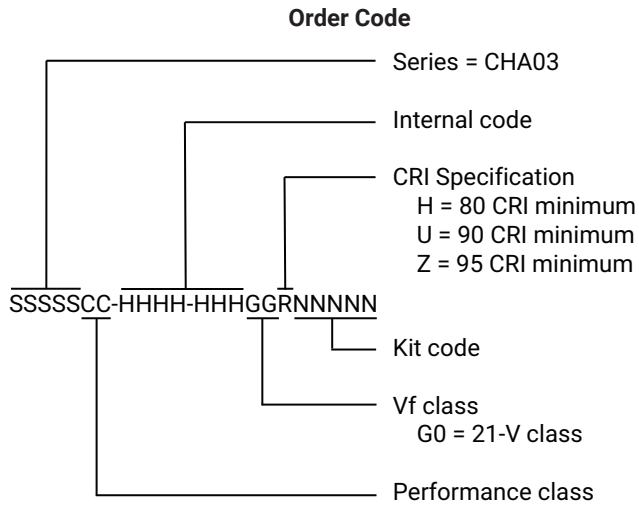 Order Code
Series = CHA03
Internal code
CRI Specification
H = 80 CRI minimum
U = 90 CRI minimum
Z = 95 CRI minimum
SSSSSCC-HHHH-HHHGGRNNNNN
Kit code
Vf class
G0 = 21-V class
Performance class